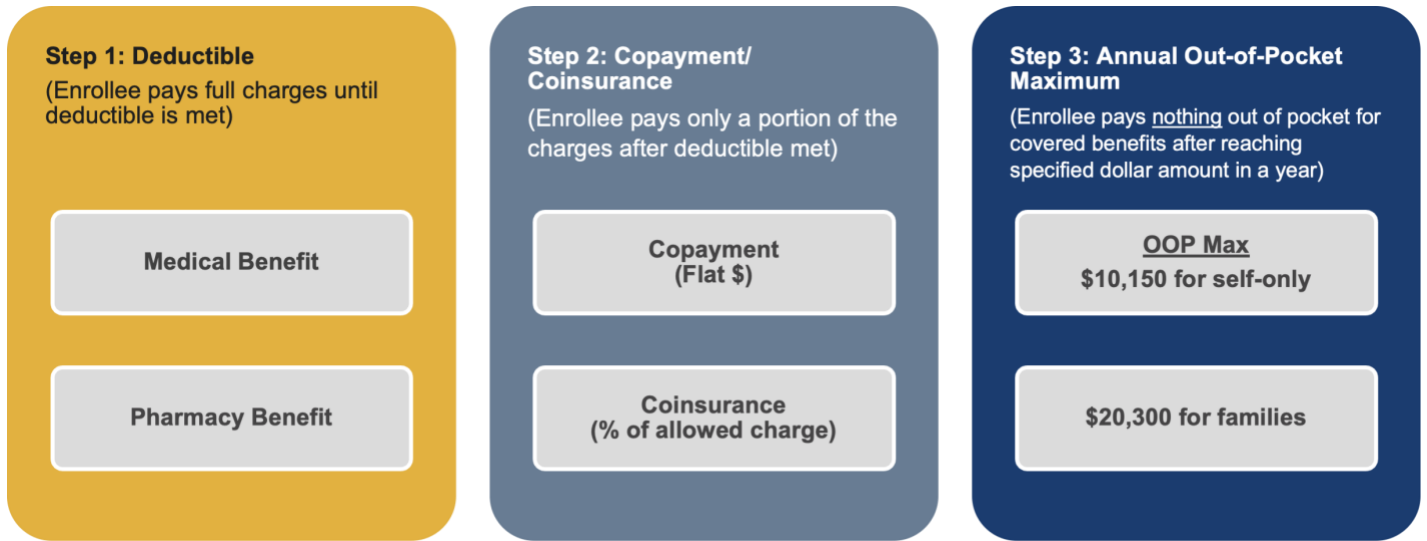 Step 1: Deductible
(Enrollee pays full charges until
deductible is met)
Medical Benefit
Pharmacy Benefit
Step 2: Copayment/
Coinsurance
(Enrollee pays only a portion of the
charges after deductible met)
Copayment
(Flat $)
Coinsurance
(% of allowed charge)
Step 3: Annual Out-of-Pocket
Maximum
(Enrollee pays nothing out of pocket for
covered benefits after reaching
specified dollar amount in a year)
OOP Max
$10,150 for self-only
$20,300 for families